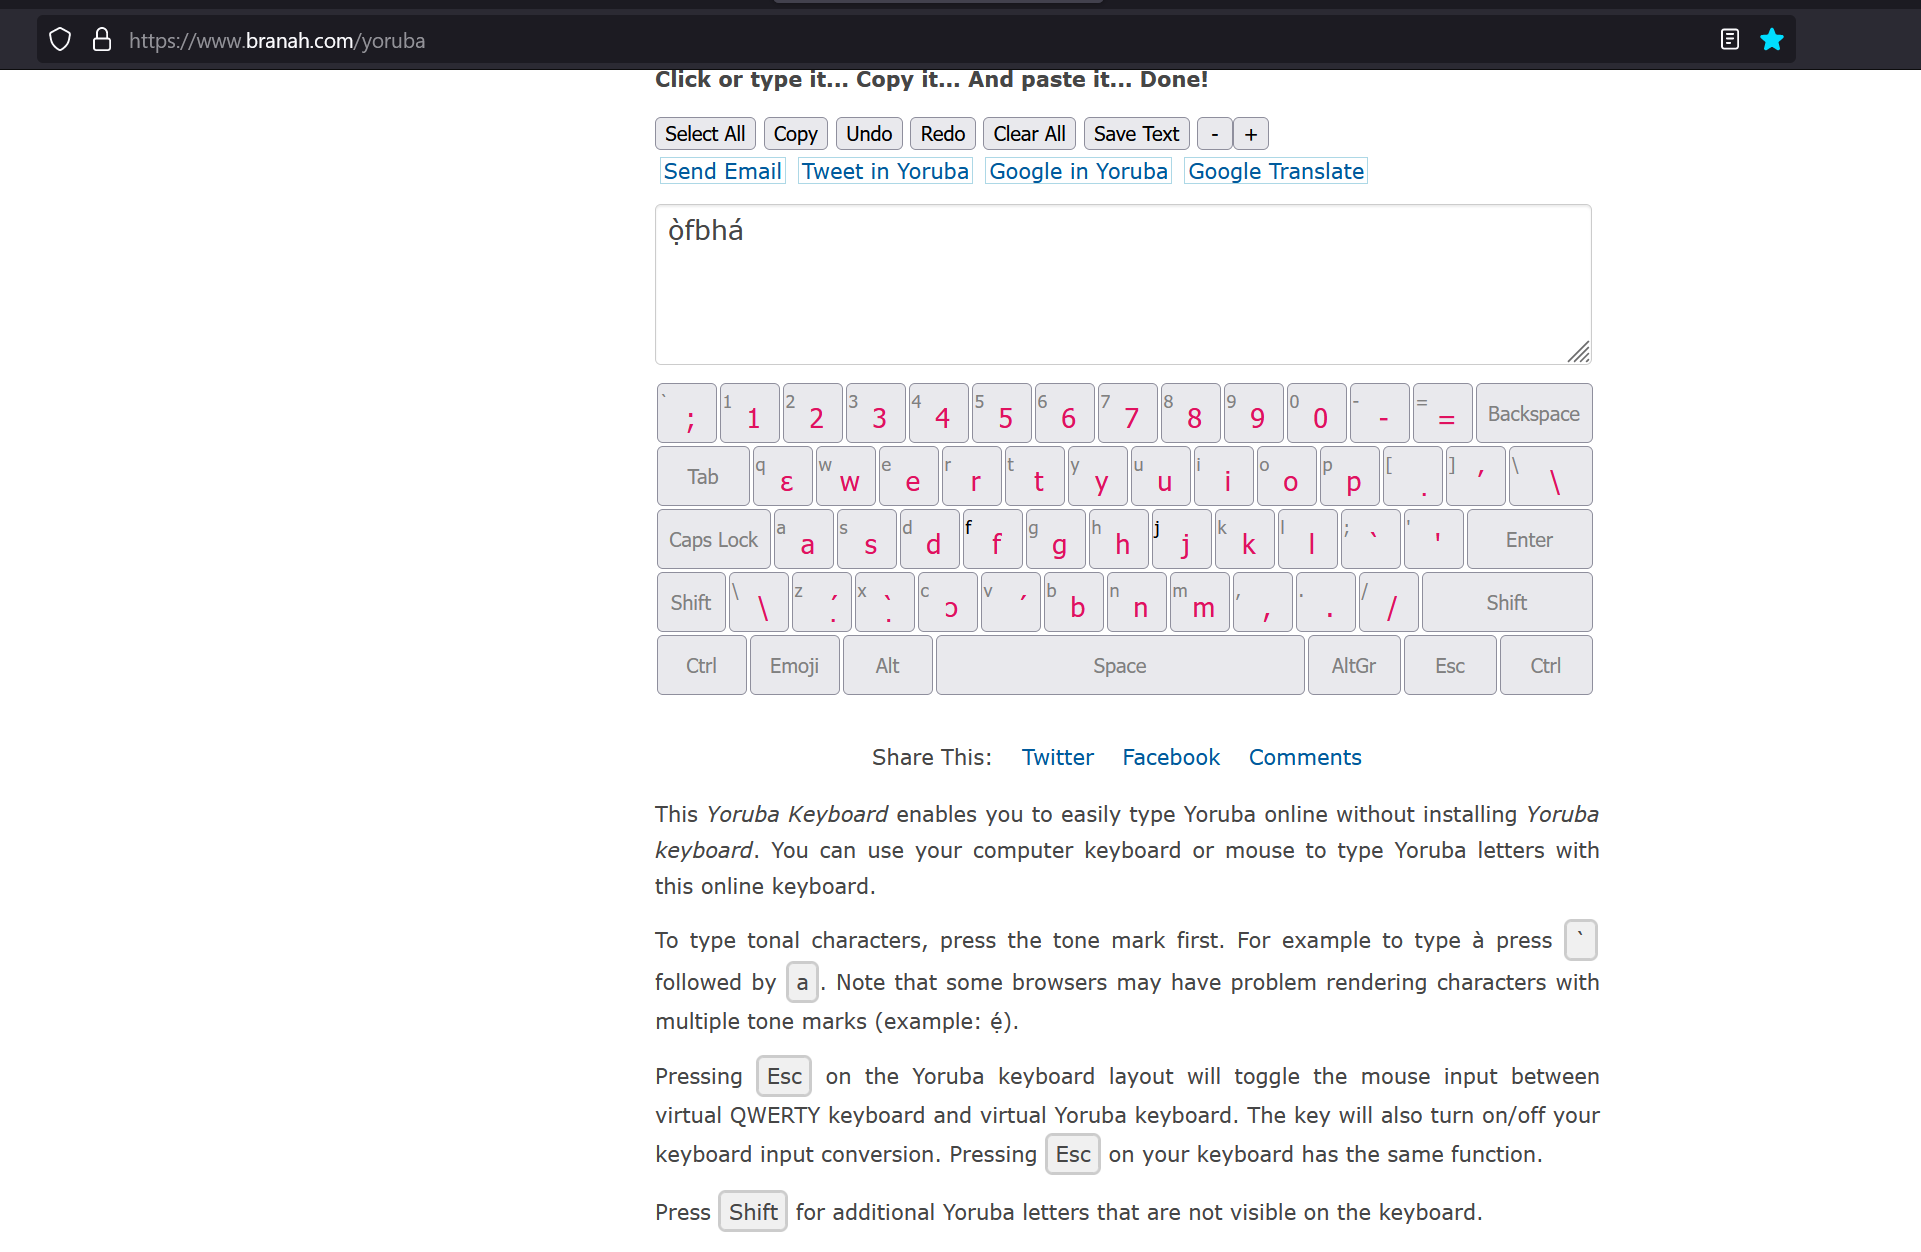 https://www.branah.com/yoruba
Click or type it... Copy it... And paste it... Done!
Select All Copy Undo Redo Clear All Save Text - +
Send Email Tweet in Yoruba Google in Yoruba Google Translate
ọ̀fbhá
` ; 1 1 2 2 3 3 4 4 5 5 6 6 7 7 8 8 9 9 0 0 - - = = Backspace
Tab q ɛ w w e e r r t t y y u u i i o o p p [ . ] ′ \ \
Caps Lock a a s s d d f f g g h h j j k k l l ; ` ' ' Enter
Shift \ \ z ̣́ x ̣̀ c ɔ v ´ b b n n m m , , . . / / Shift
Ctrl Emoji Alt Space AltGr Esc Ctrl
Share This: Twitter Facebook Comments
This Yoruba Keyboard enables you to easily type Yoruba online without installing Yoruba
keyboard. You can use your computer keyboard or mouse to type Yoruba letters with
this online keyboard.
To type tonal characters, press the tone mark first. For example to type à press `
followed by a . Note that some browsers may have problem rendering characters with
multiple tone marks (example: ẹ́).
Pressing Esc on the Yoruba keyboard layout will toggle the mouse input between
virtual QWERTY keyboard and virtual Yoruba keyboard. The key will also turn on/off your
keyboard input conversion. Pressing Esc on your keyboard has the same function.
Press Shift for additional Yoruba letters that are not visible on the keyboard.